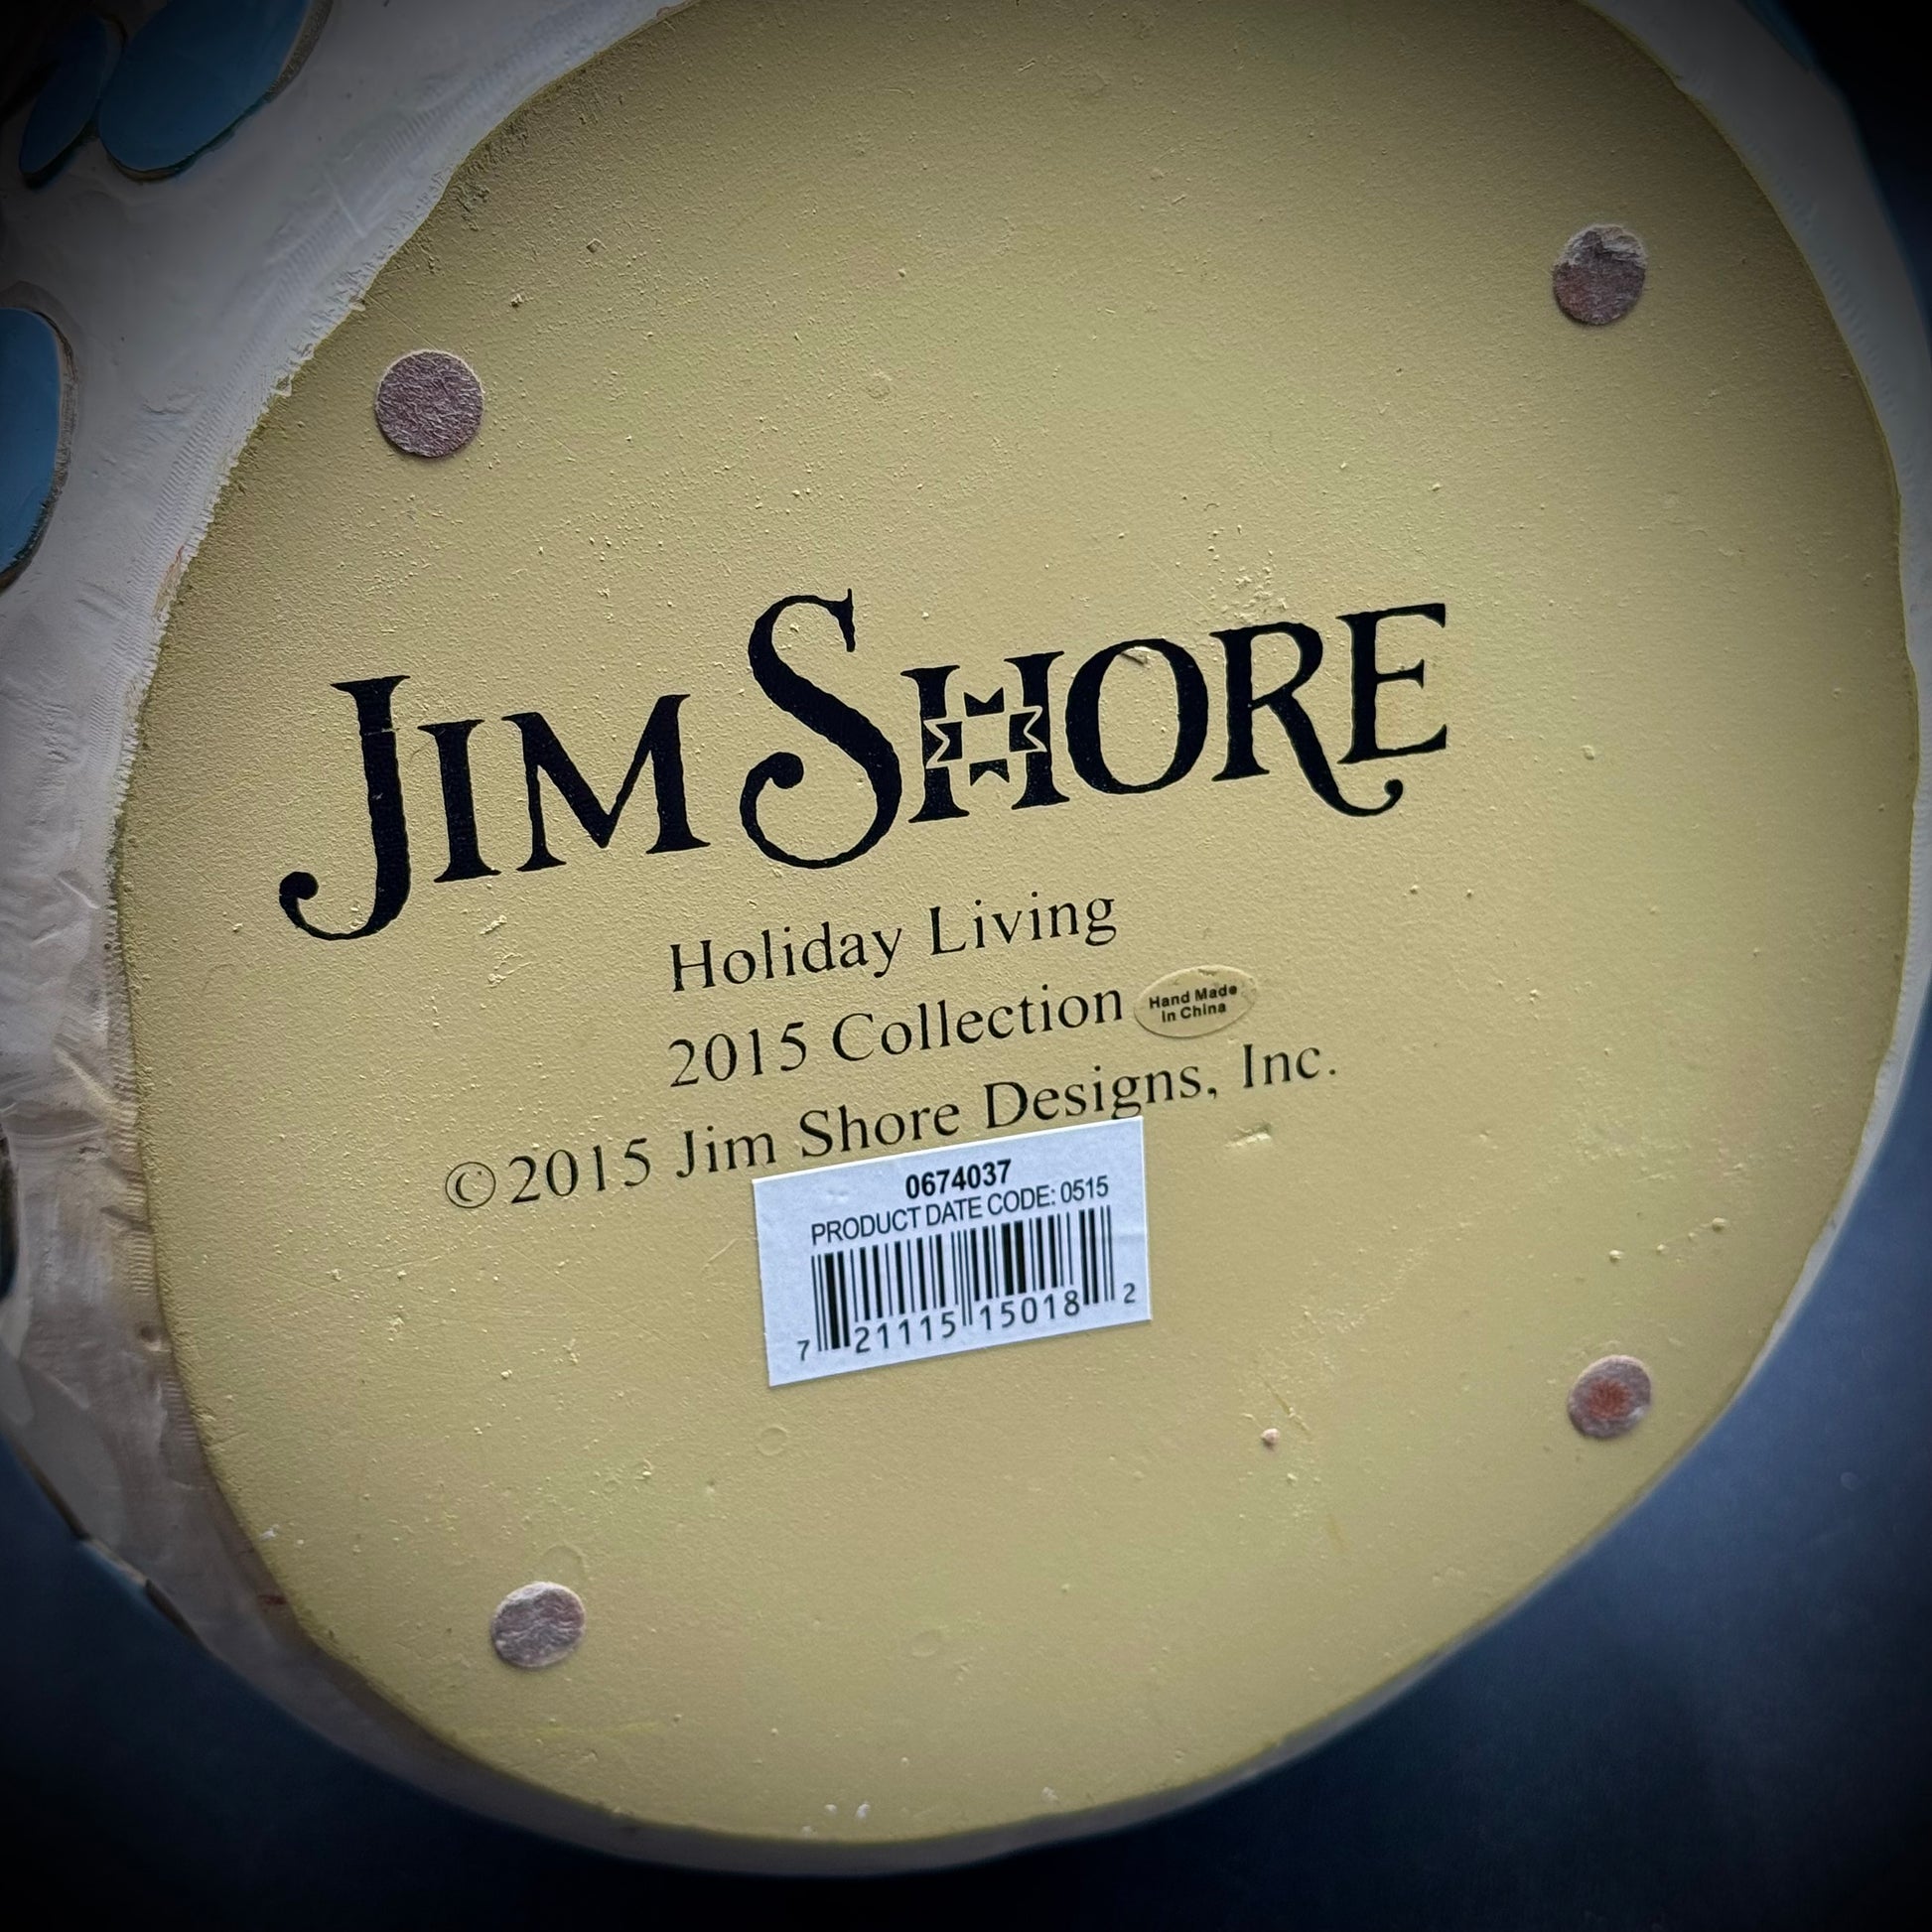 JIM SHORE
Holiday Living
2015 Collection
Hand Made
In China
©2015 Jim Shore Designs, Inc.
0674037
PRODUCT DATE CODE: 0515
7 21115 15018 2